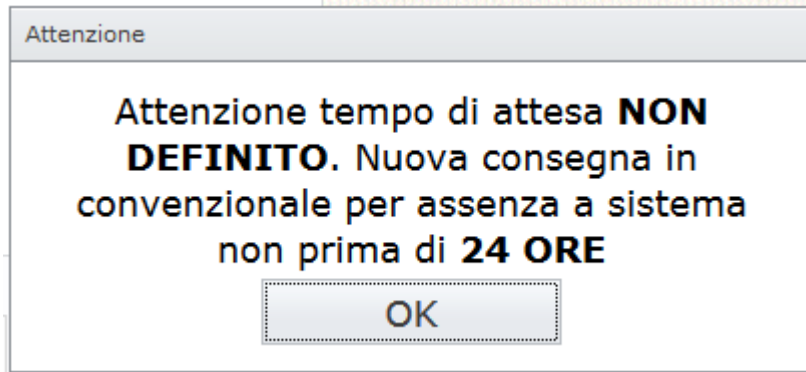 Attenzione
Attenzione tempo di attesa NON
DEFINITO. Nuova consegna in
convenzionale per assenza a sistema
non prima di 24 ORE
OK